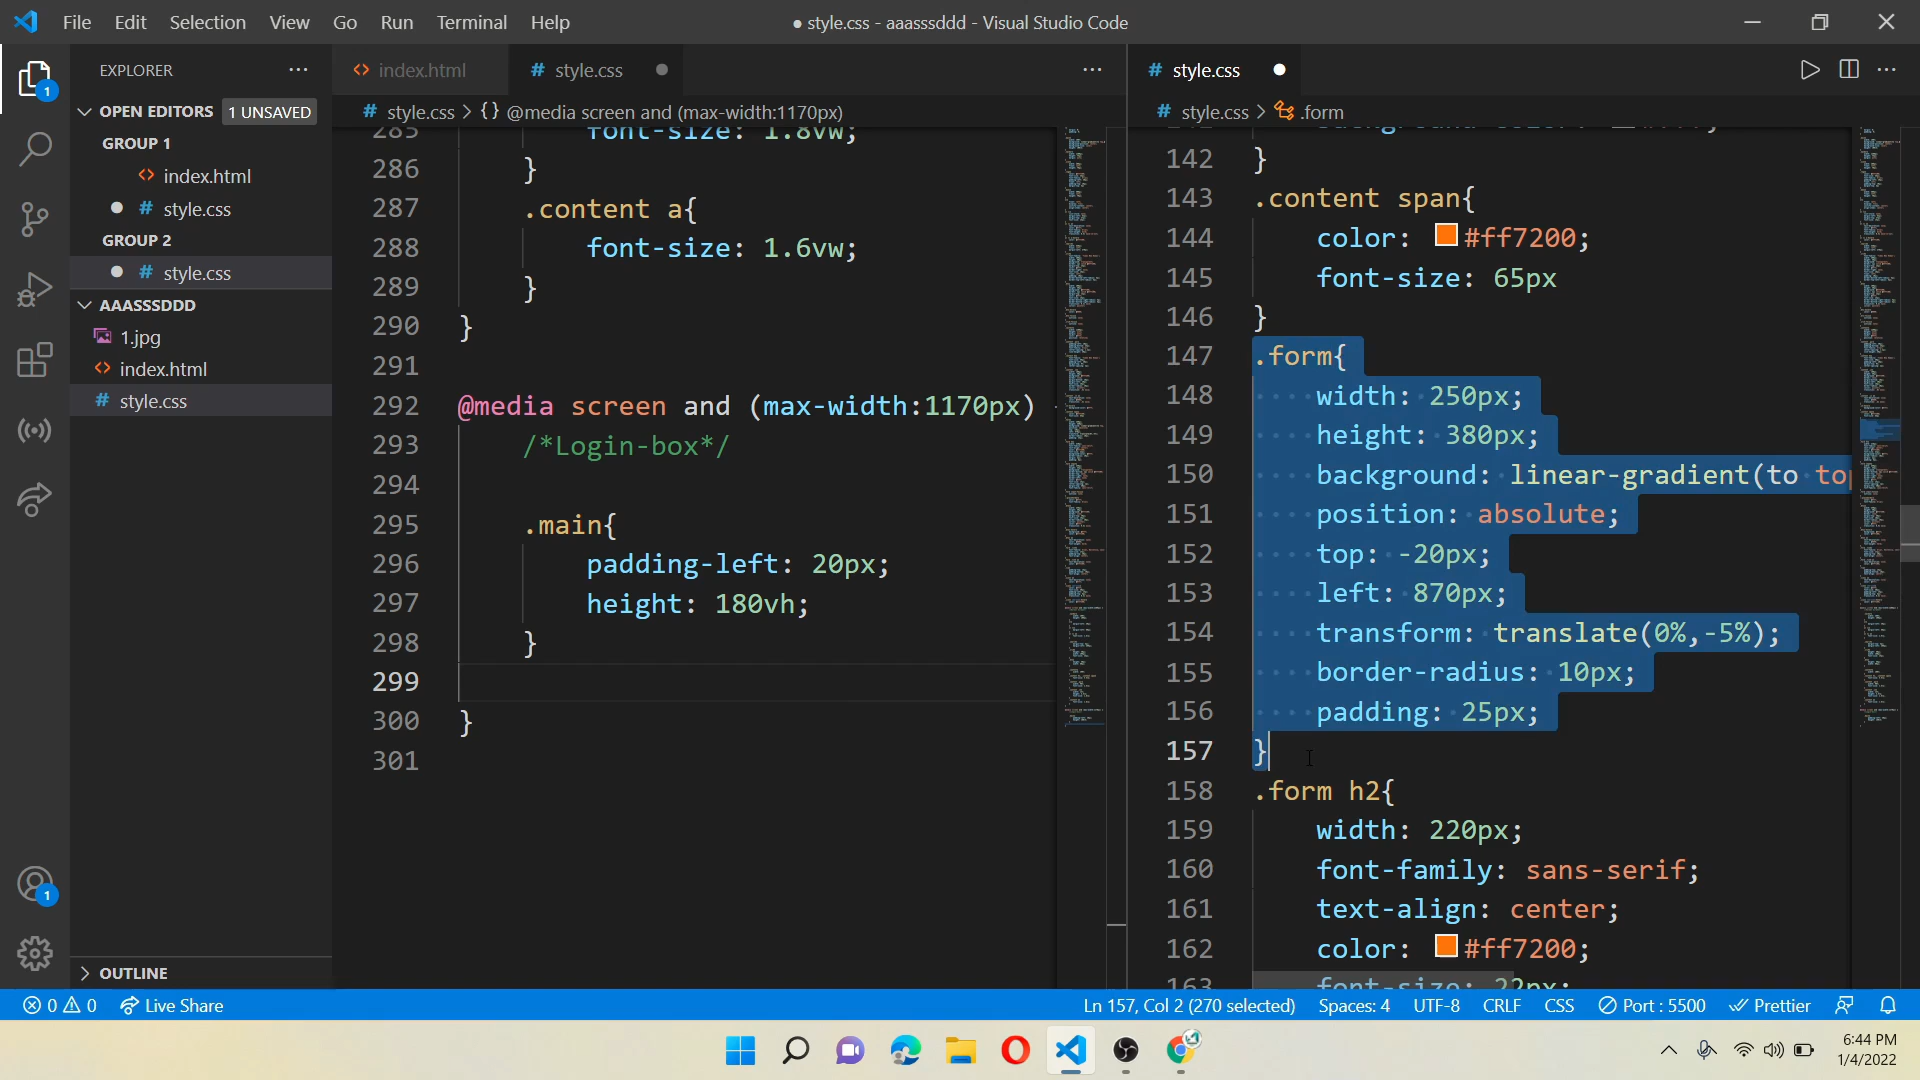 File Edit Selection View Go Run Terminal Help
● style.css - aaasssddd - Visual Studio Code
EXPLORER
OPEN EDITORS 1 UNSAVED
GROUP 1
index.html
style.css
GROUP 2
style.css
AAASSSDDD
1.jpg
index.html
style.css
OUTLINE
1
1
index.html
style.css
style.css > {} @media screen and (max-width:1170px)
285 font-size: 1.8vw;
286 }
287 .content a{
288 font-size: 1.6vw;
289 }
290 }
291
292 @media screen and (max-width:1170px)
293 /*Login-box*/
294
295 .main{
296 padding-left: 20px;
297 height: 180vh;
298 }
299
300 }
301
style.css
style.css > .form
142 }
143 .content span{
144 color: #ff7200;
145 font-size: 65px
146 }
147 .form{
148 width: 250px;
149 height: 380px;
150 background: linear-gradient(to top
151 position: absolute;
152 top: -20px;
153 left: 870px;
154 transform: translate(0%,-5%);
155 border-radius: 10px;
156 padding: 25px;
157 }
158 .form h2{
159 width: 220px;
160 font-family: sans-serif;
161 text-align: center;
162 color: #ff7200;
163 font-size: 22px;
0 0 Live Share
Ln 157, Col 2 (270 selected) Spaces: 4 UTF-8 CRLF CSS Port : 5500 Prettier
6:44 PM
1/4/2022